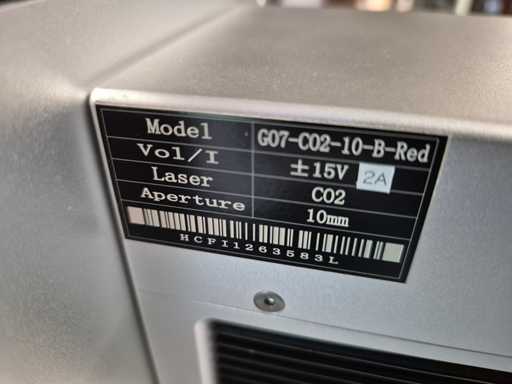 Model G07-CO2-10-B-Red
Vol/I ±15V 2A
Laser CO2
Aperture 10mm
HCFI1263583L